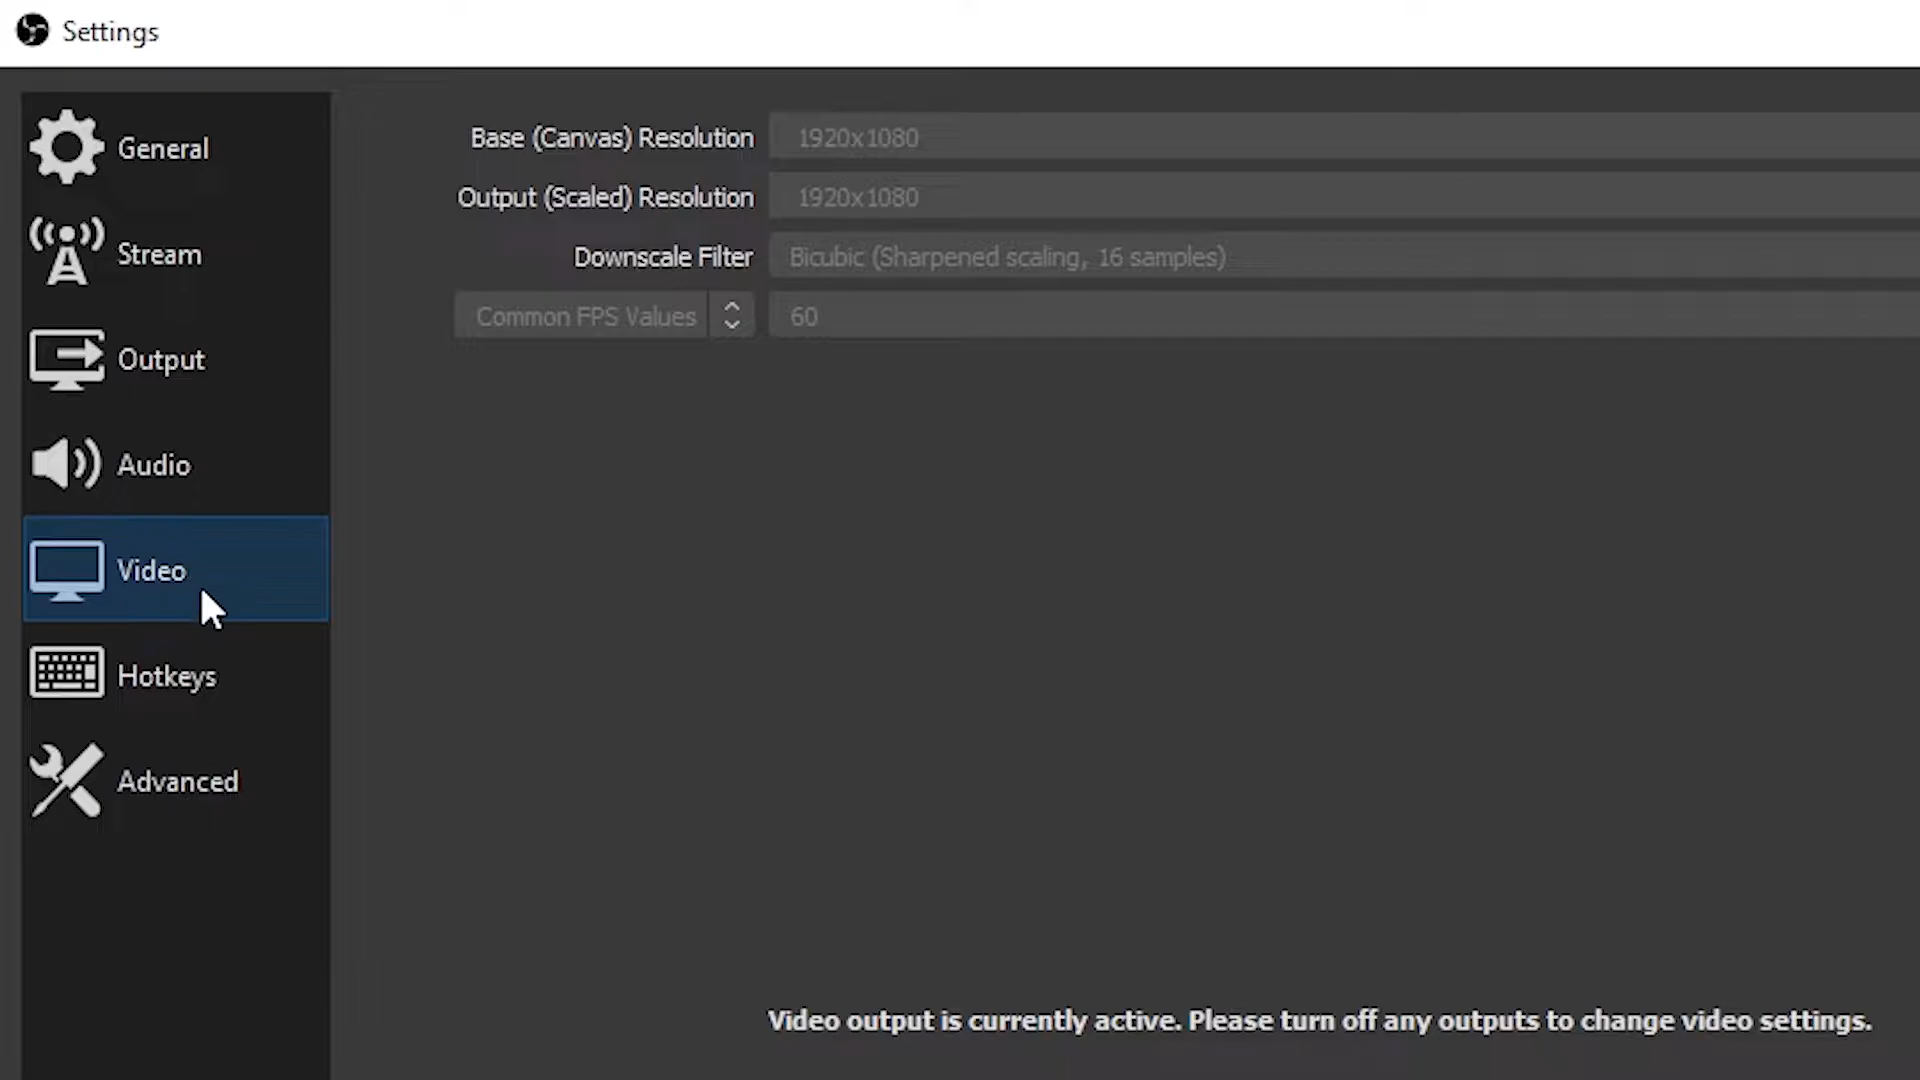 Settings
General
Stream
Output
Audio
Video
Hotkeys
Advanced
Base (Canvas) Resolution 1920x1080
Output (Scaled) Resolution 1920x1080
Downscale Filter Bicubic (Sharpened scaling, 16 samples)
Common FPS Values 60
Video output is currently active. Please turn off any outputs to change video settings.